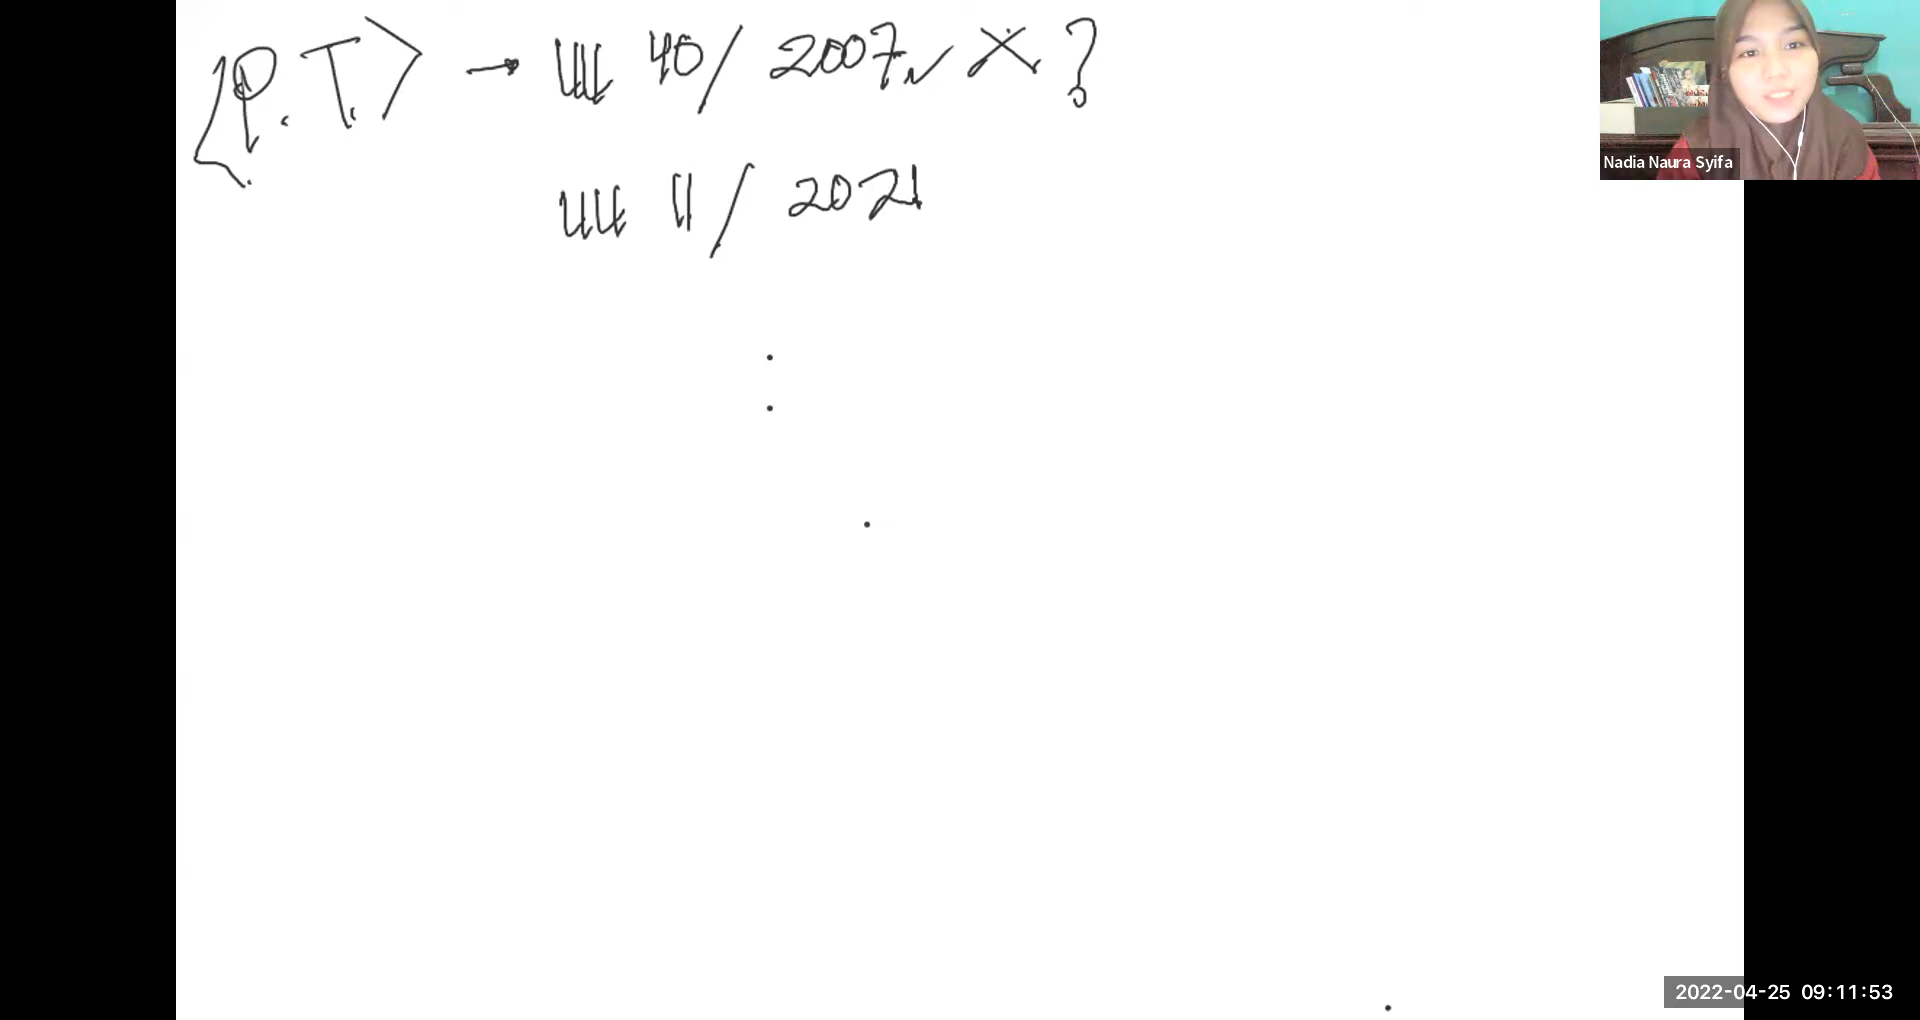 <P.T.> → UU 40/2007 ✓ X ?
UU 11/2021
Nadia Naura Syifa
2022-04-25 09:11:53